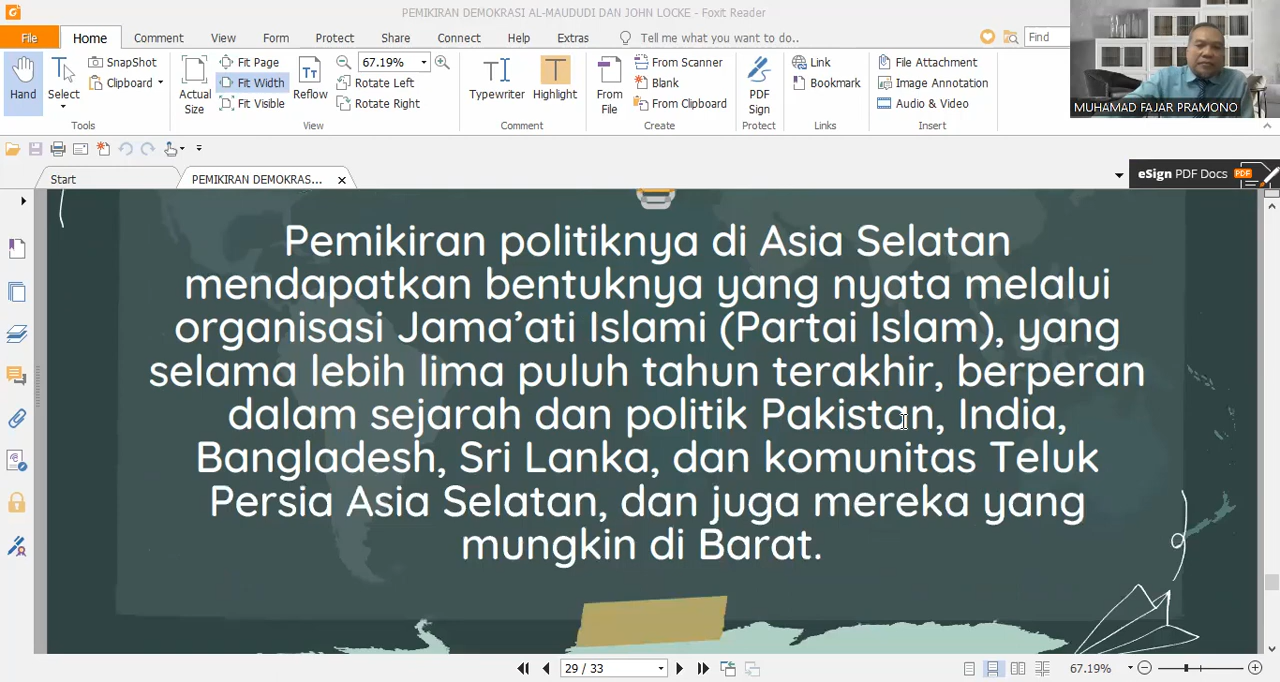 PEMIKIRAN DEMOKRASI AL-MAUDUDI DAN JOHN LOCKE - Foxit Reader
File Home Comment View Form Protect Share Connect Help Extras Tell me what you want to do.. Find
Hand
Select
SnapShot
Clipboard
Tools
Actual Size
Fit Page
Fit Width
Fit Visible
Reflow
67.19%
Rotate Left
Rotate Right
View
Typewriter
Highlight
Comment
From File
From Scanner
Blank
From Clipboard
Create
PDF Sign
Protect
Link
Bookmark
Links
File Attachment
Image Annotation
Audio & Video
Insert
MUHAMAD FAJAR PRAMONO
Start
PEMIKIRAN DEMOKRAS...
eSign PDF Docs
PDF
Pemikiran politiknya di Asia Selatan
mendapatkan bentuknya yang nyata melalui
organisasi Jama’ati Islami (Partai Islam), yang
selama lebih lima puluh tahun terakhir, berperan
dalam sejarah dan politik Pakistan, India,
Bangladesh, Sri Lanka, dan komunitas Teluk
Persia Asia Selatan, dan juga mereka yang
mungkin di Barat.
29 / 33
67.19%